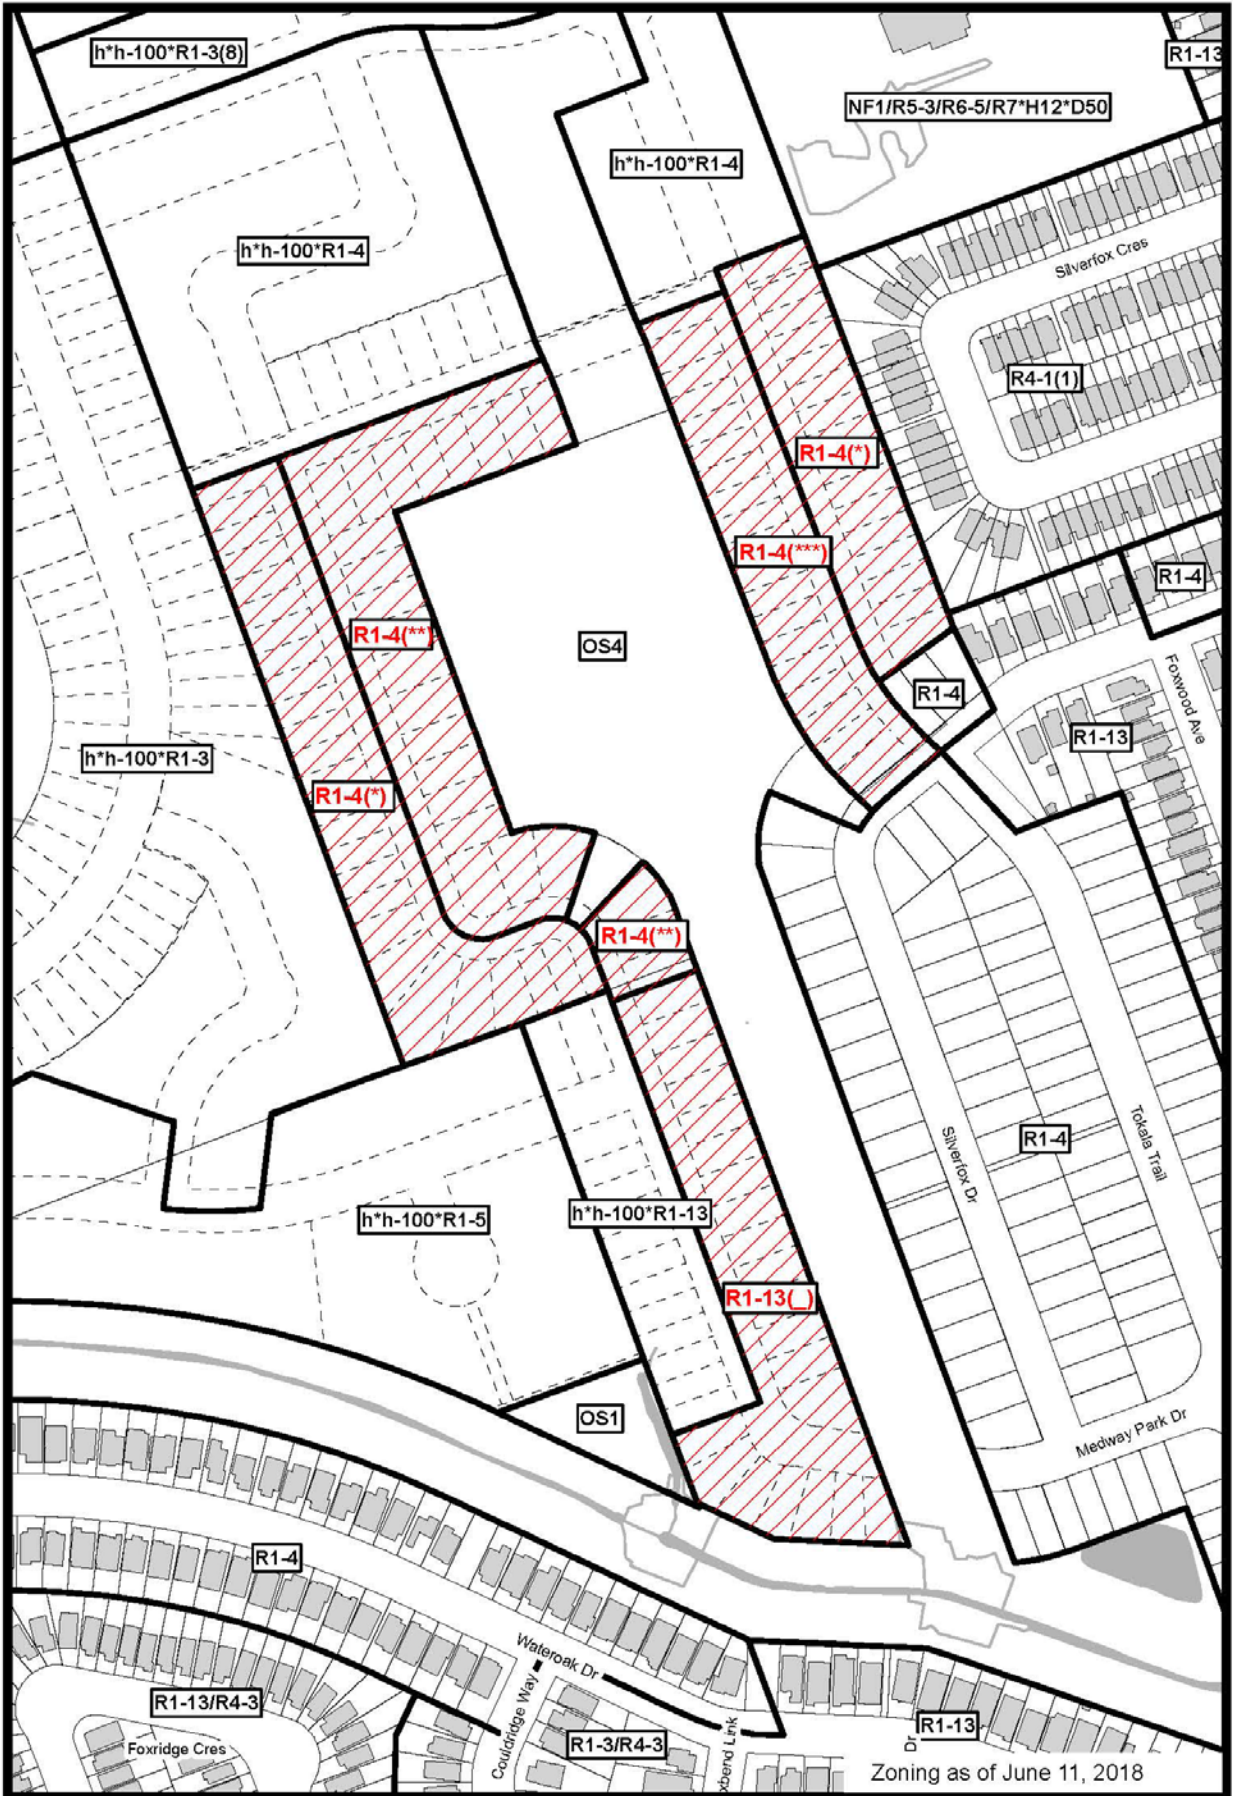 h*h-100*R1-3(8)
R1-13
NF1/R5-3/R6-5/R7*H12*D50
h*h-100*R1-4
h*h-100*R1-4
Silverfox Cres
R4-1(1)
R1-4(*)
R1-4(***)
R1-4
R1-4(**)
OS4
R1-4
Foxwood Ave
R1-13
h*h-100*R1-3
R1-4(*)
R1-4(**)
Silverfox Dr
R1-4
Tokala Trail
h*h-100*R1-5
h*h-100*R1-13
R1-13(_)
OS1
Medway Park Dr
R1-4
Wateroak Dr
Couldridge Way
R1-13/R4-3
Foxridge Cres
R1-3/R4-3
xbend Link
Dr
R1-13
Zoning as of June 11, 2018